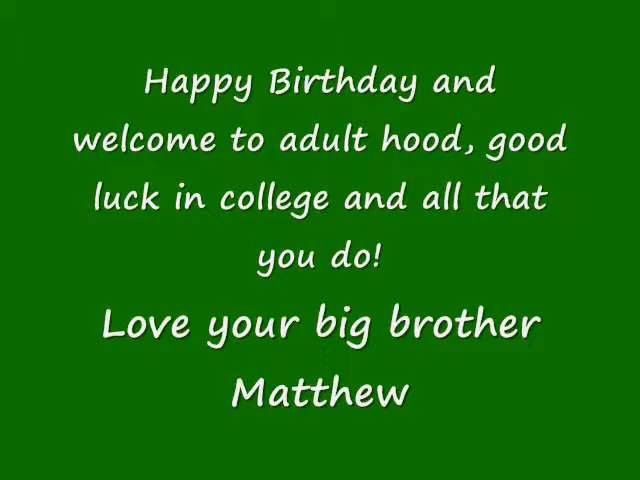 Happy Birthday and
welcome to adult hood, good
luck in college and all that
you do!
Love your big brother
Matthew